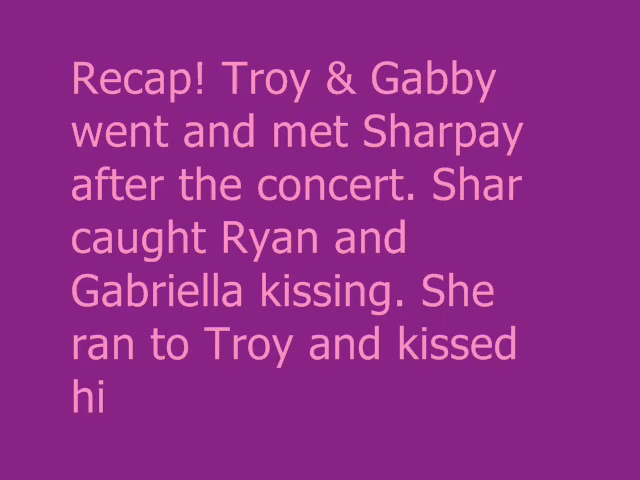 Recap! Troy & Gabby
went and met Sharpay
after the concert. Shar
caught Ryan and
Gabriella kissing. She
ran to Troy and kissed
hi